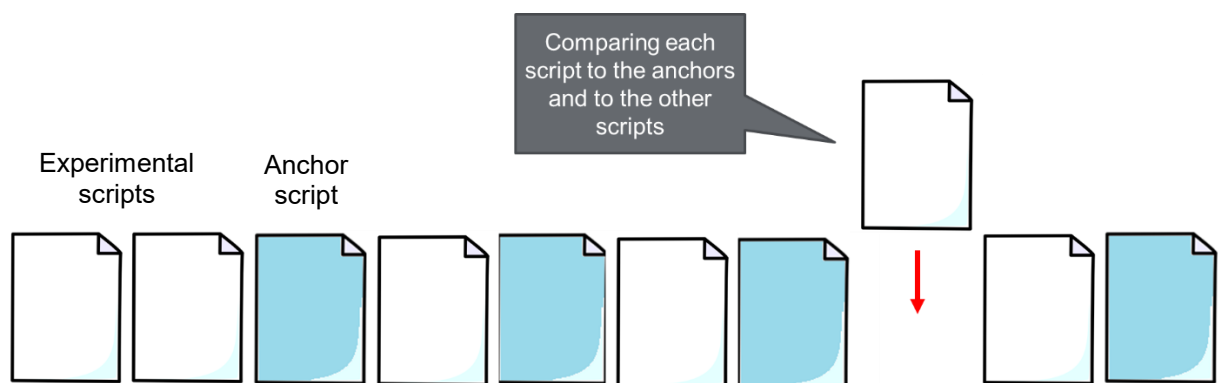 Comparing each
script to the anchors
and to the other
scripts
Experimental
scripts
Anchor
script